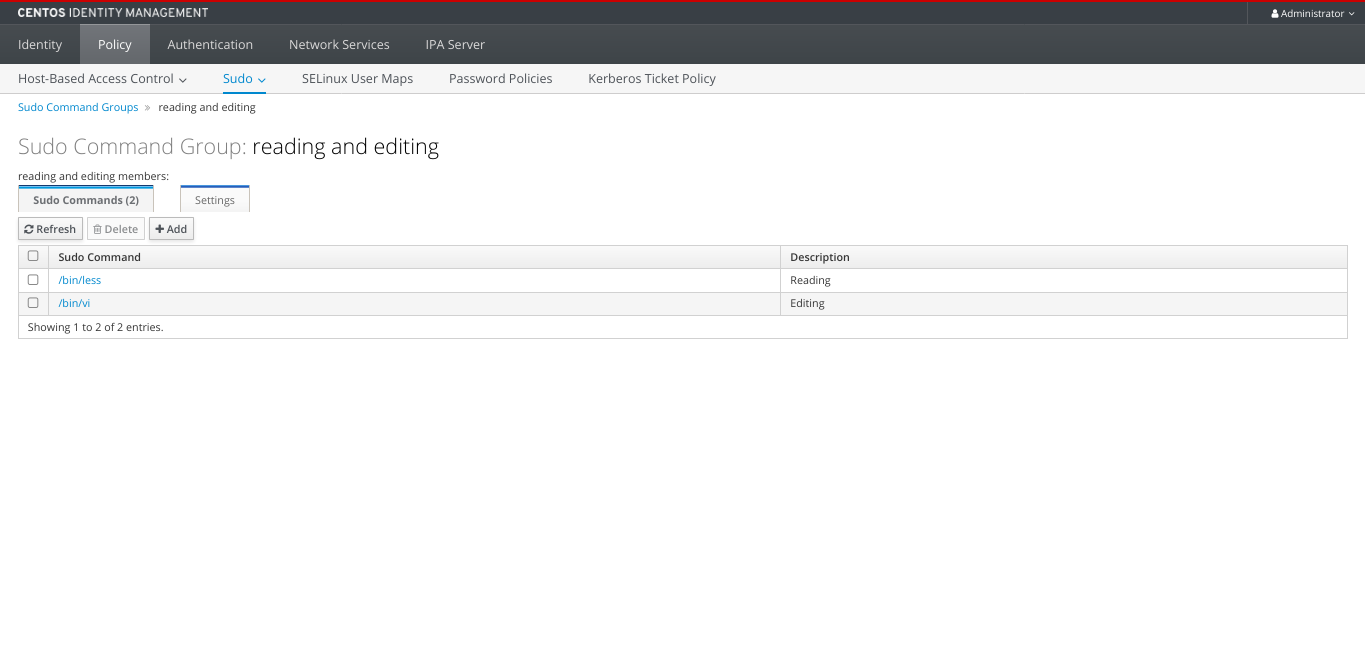 CENTOS IDENTITY MANAGEMENT
Administrator
Identity Policy Authentication Network Services IPA Server
Host-Based Access Control Sudo SELinux User Maps Password Policies Kerberos Ticket Policy
Sudo Command Groups » reading and editing
Sudo Command Group: reading and editing
reading and editing members:
Sudo Commands (2) Settings
Refresh Delete Add
Sudo Command Description
/bin/less Reading
/bin/vi Editing
Showing 1 to 2 of 2 entries.